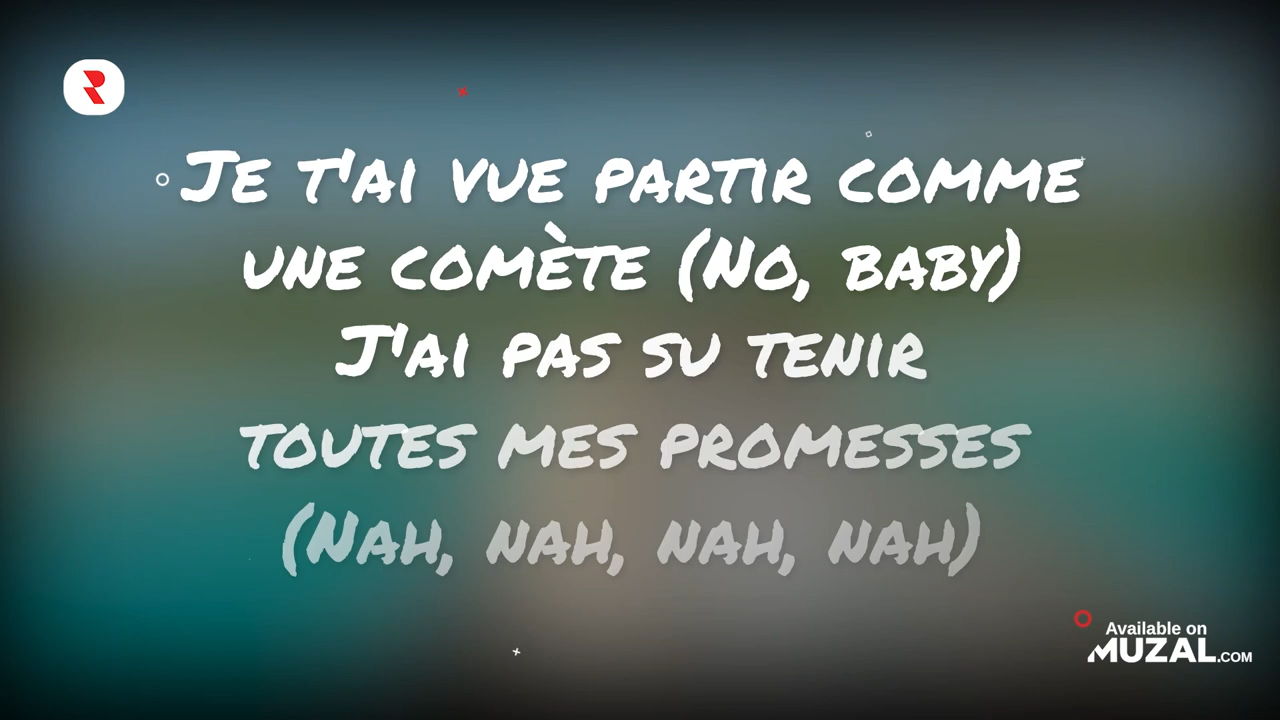 Je t'ai vue partir comme
une comète (No, baby)
J'ai pas su tenir
toutes mes promesses
(Nah, nah, nah, nah)
Available on
MUZAL.COM